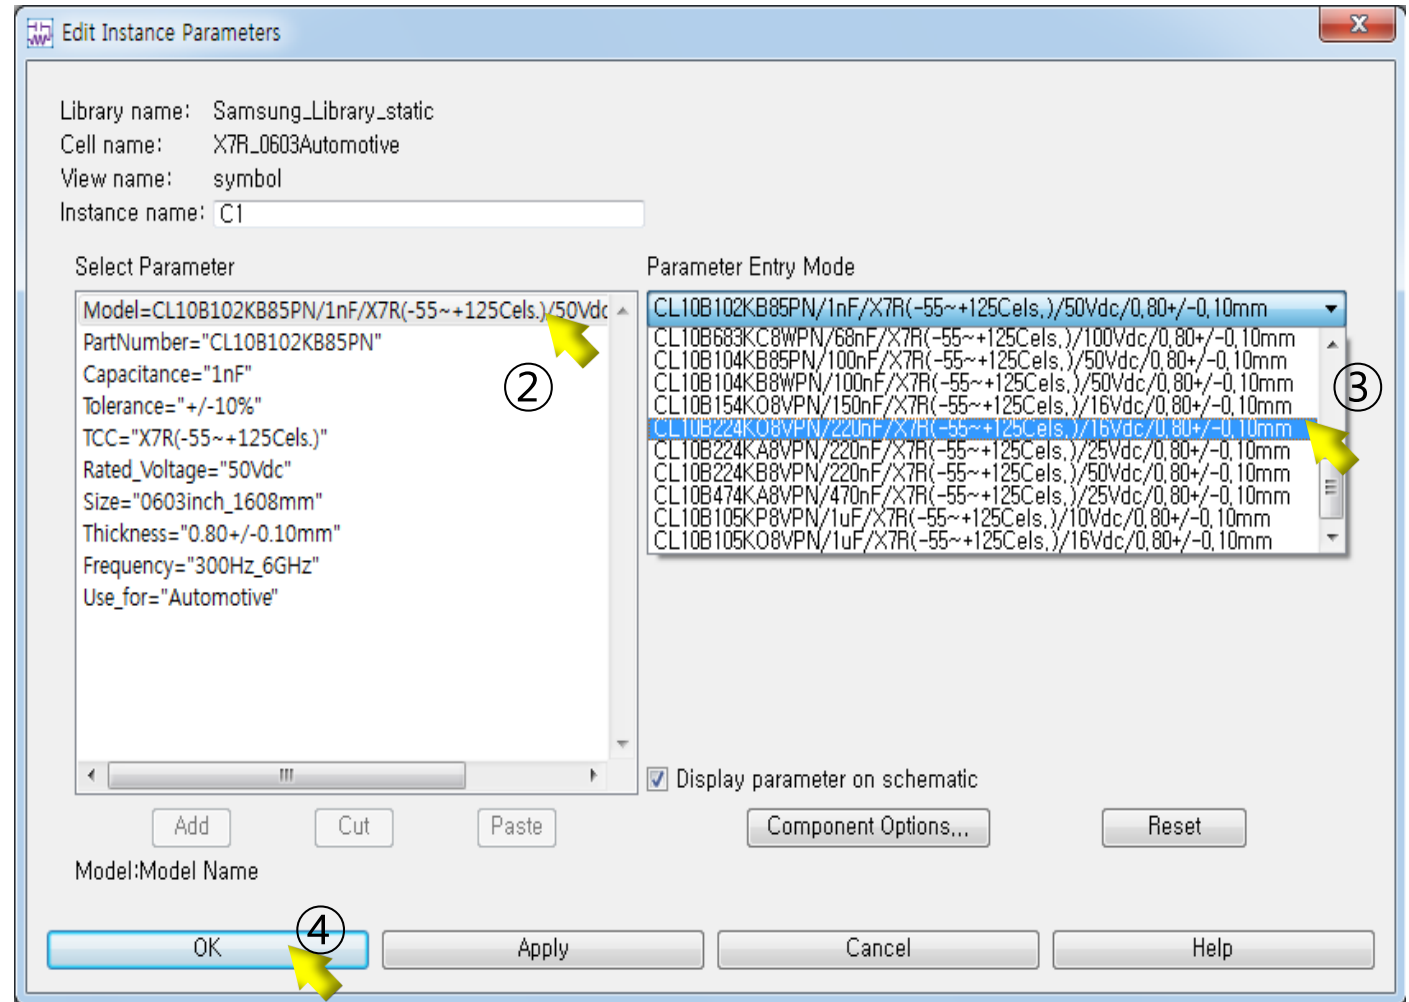 Edit Instance Parameters
X
Library name: Samsung_Library_static
Cell name: X7R_0603Automotive
View name: symbol
Instance name: C1
Select Parameter
Model=CL10B102KB85PN/1nF/X7R(-55~+125Cels.)/50Vdc
PartNumber="CL10B102KB85PN"
Capacitance="1nF"
Tolerance="+/-10%"
TCC="X7R(-55~+125Cels.)"
Rated_Voltage="50Vdc"
Size="0603inch_1608mm"
Thickness="0.80+/-0.10mm"
Frequency="300Hz_6GHz"
Use_for="Automotive"
②
Parameter Entry Mode
CL10B102KB85PN/1nF/X7R(-55~+125Cels.)/50Vdc/0.80+/-0.10mm
CL10B683KC8WPN/68nF/X7R(-55~+125Cels.)/100Vdc/0.80+/-0.10mm
CL10B104KB85PN/100nF/X7R(-55~+125Cels.)/50Vdc/0.80+/-0.10mm
CL10B104KB8WPN/100nF/X7R(-55~+125Cels.)/50Vdc/0.80+/-0.10mm
CL10B154KO8VPN/150nF/X7R(-55~+125Cels.)/16Vdc/0.80+/-0.10mm
CL10B224KO8VPN/220nF/X7R(-55~+125Cels.)/16Vdc/0.80+/-0.10mm
CL10B224KA8VPN/220nF/X7R(-55~+125Cels.)/25Vdc/0.80+/-0.10mm
CL10B224KB8VPN/220nF/X7R(-55~+125Cels.)/50Vdc/0.80+/-0.10mm
CL10B474KA8VPN/470nF/X7R(-55~+125Cels.)/25Vdc/0.80+/-0.10mm
CL10B105KP8VPN/1uF/X7R(-55~+125Cels.)/10Vdc/0.80+/-0.10mm
CL10B105KO8VPN/1uF/X7R(-55~+125Cels.)/16Vdc/0.80+/-0.10mm
③
Display parameter on schematic
Add Cut Paste Component Options... Reset
Model:Model Name
④
OK Apply Cancel Help